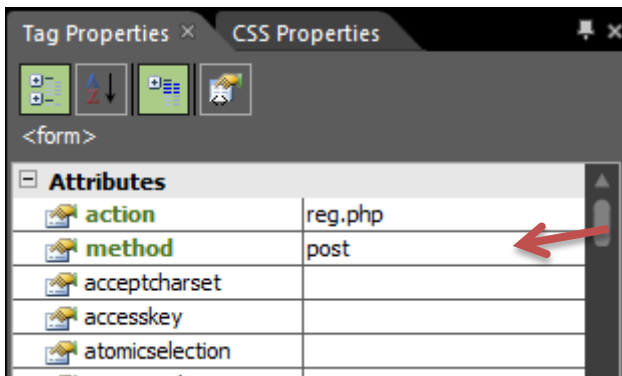 Tag Properties × CSS Properties
<form>
Attributes
action reg.php
method post
acceptcharset
accesskey
atomicselection